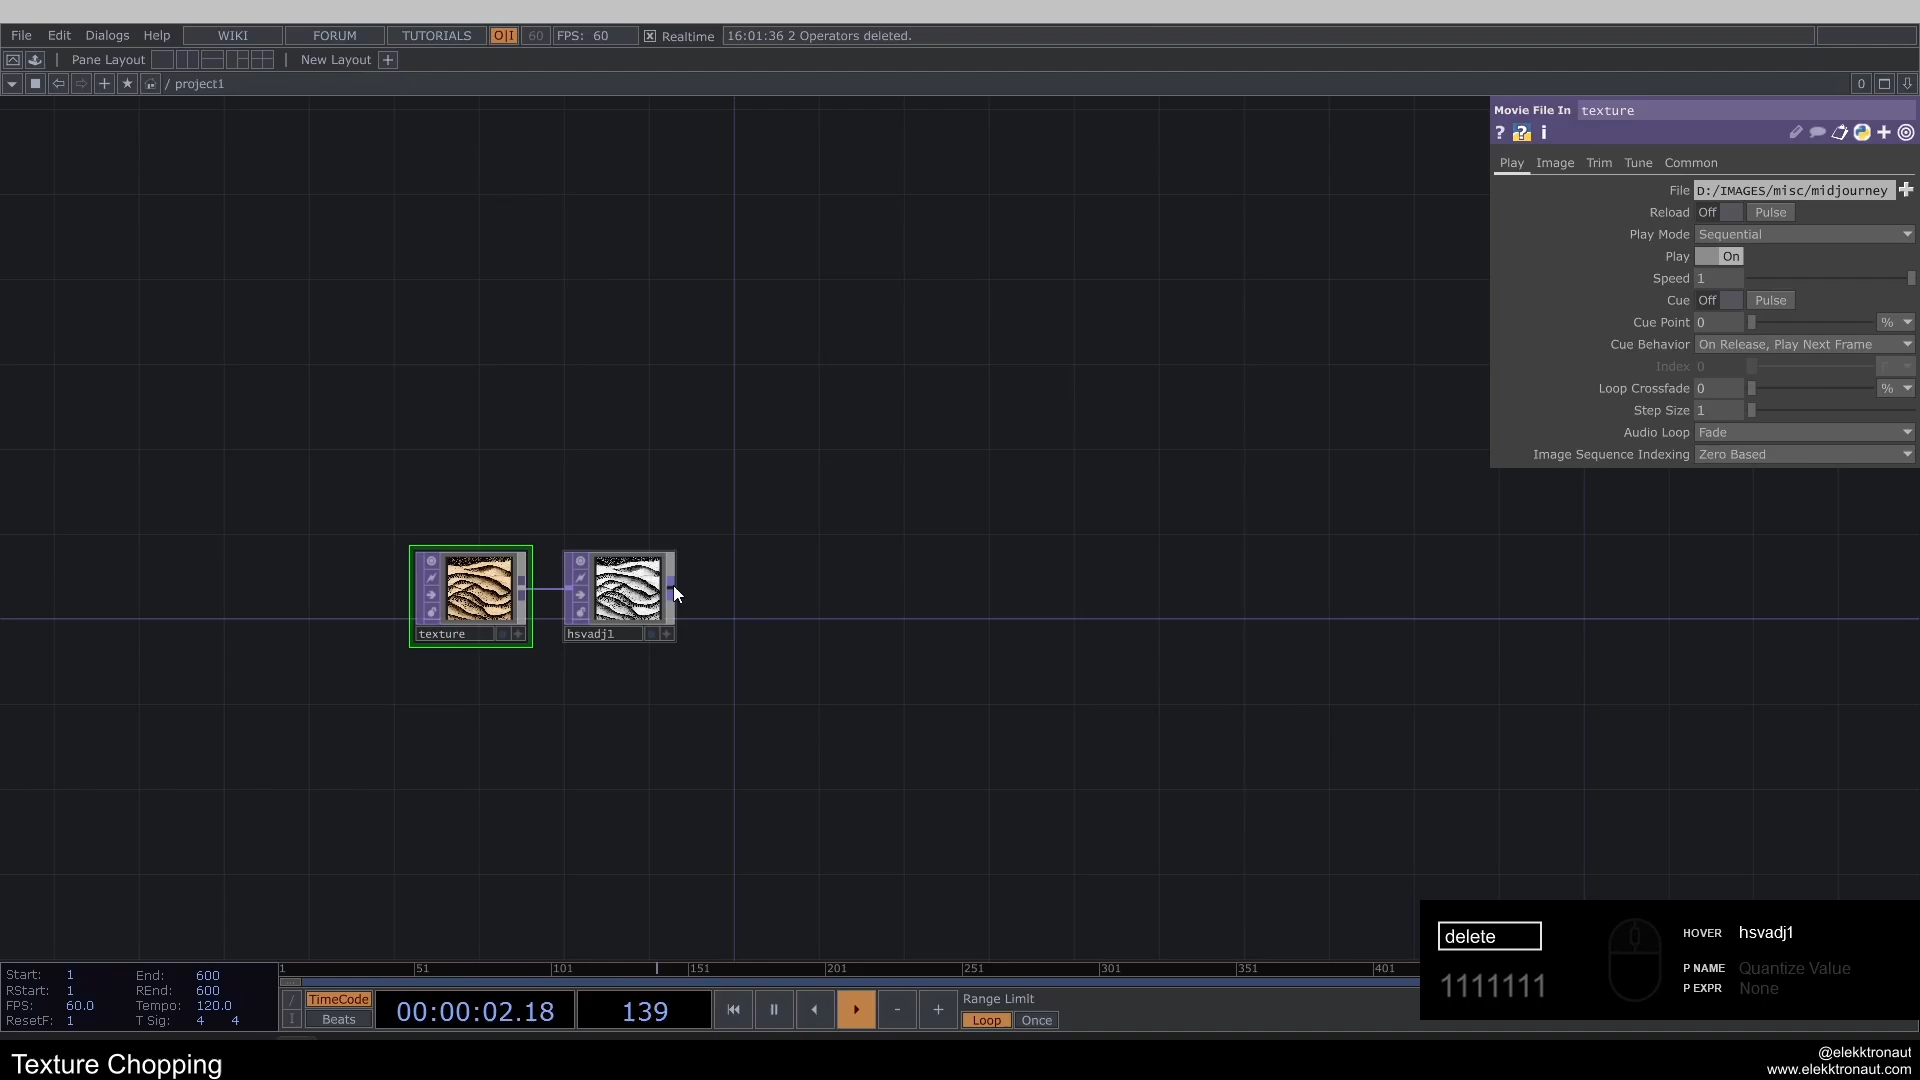 File Edit Dialogs Help WIKI FORUM TUTORIALS O|I 60 FPS: 60 Realtime 16:01:36 2 Operators deleted.
Pane Layout New Layout +
/ project1 0
Movie File In texture
? ? i
Play Image Trim Tune Common
File D:/IMAGES/misc/midjourney
Reload Off Pulse
Play Mode Sequential
Play On
Speed 1
Cue Off Pulse
Cue Point 0 %
Cue Behavior On Release, Play Next Frame
Index 0
Loop Crossfade 0 %
Step Size 1
Audio Loop Fade
Image Sequence Indexing Zero Based
texture
hsvadj1
delete
1111111
HOVER hsvadj1
P NAME Quantize Value
P EXPR None
Start: 1 End: 600
RStart: 1 REnd: 600
FPS: 60.0 Tempo: 120.0
ResetF: 1 T Sig: 4 4
1 51 101 151 201 251 301 351 401
TimeCode
Beats
00:00:02.18
139
Range Limit
Loop Once
Texture Chopping
@elekktronaut
www.elekktronaut.com